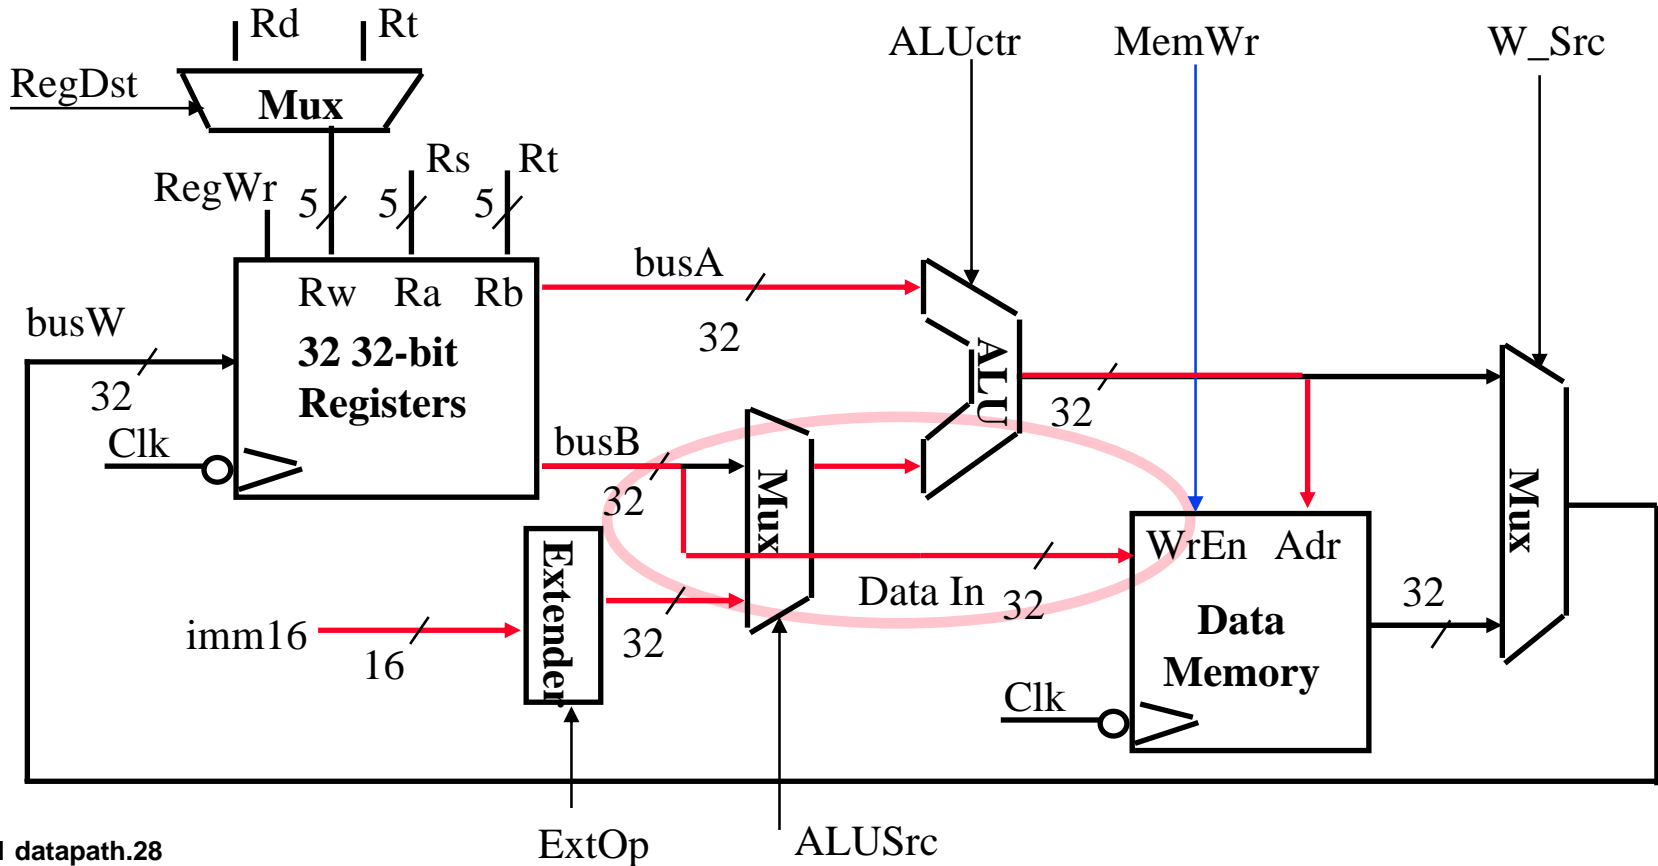 Rd
Rt
ALUctr
MemWr
W_Src
RegDst
Mux
Rs
Rt
RegWr
5
5
5
busA
Rw
Ra
Rb
busW
32
32 32-bit
Registers
32
ALU
32
Clk
busB
32
Mux
Mux
WrEn
Adr
Extender
Data In
32
32
imm16
16
32
Data
Memory
Clk
ExtOp
ALUSrc
datapath.28